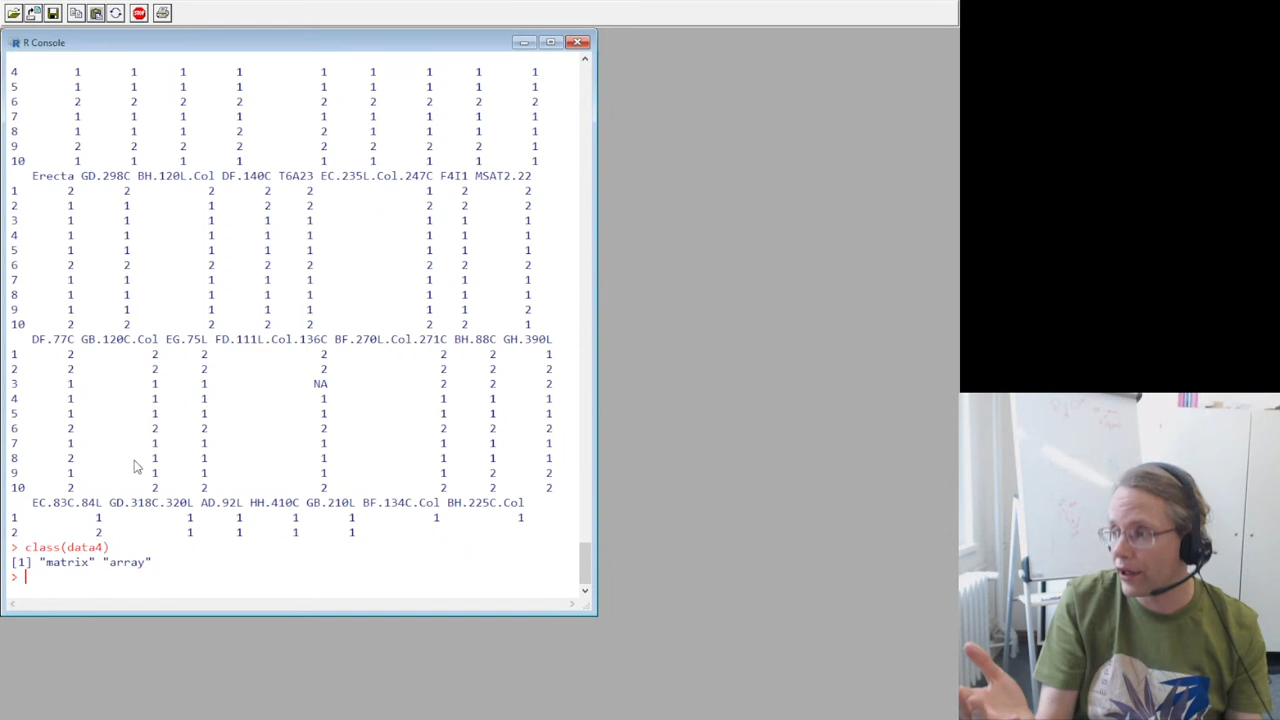 STOP
R Console
4 1 1 1 1 1 1 1 1 1
5 1 1 1 1 1 1 1 1 1
6 2 2 2 2 2 2 2 2 2
7 1 1 1 1 1 1 1 1 1
8 1 1 1 2 2 1 1 1 1
9 2 2 2 2 2 2 2 2 2
10 1 1 1 1 1 1 1 1 1
Erecta GD.298C BH.120L.Col DF.140C T6A23 EC.235L.Col.247C F4I1 MSAT2.22
1 2 2 2 2 2 1 2 2
2 1 1 1 2 2 2 2 2
3 1 1 1 1 1 1 1 1
4 1 1 1 1 1 1 1 1
5 1 1 1 1 1 1 1 1
6 2 2 2 2 2 2 2 2
7 1 1 1 1 1 1 1 1
8 1 1 1 1 1 1 1 1
9 1 1 1 1 1 1 1 2
10 2 2 2 2 2 2 2 1
DF.77C GB.120C.Col EG.75L FD.111L.Col.136C BF.270L.Col.271C BH.88C GH.390L
1 2 2 2 2 2 2 1
2 2 2 2 2 2 2 2
3 1 1 1 NA 2 2 2
4 1 1 1 1 1 1 1
5 1 1 1 1 1 1 1
6 2 2 2 2 2 2 2
7 1 1 1 1 1 1 1
8 2 1 1 1 1 1 1
9 1 1 1 1 1 2 2
10 2 2 2 2 2 2 2
EC.83C.84L GD.318C.320L AD.92L HH.410C GB.210L BF.134C.Col BH.225C.Col
1 1 1 1 1 1 1 1
2 2 1 1 1 1
> class(data4)
[1] "matrix" "array"
>